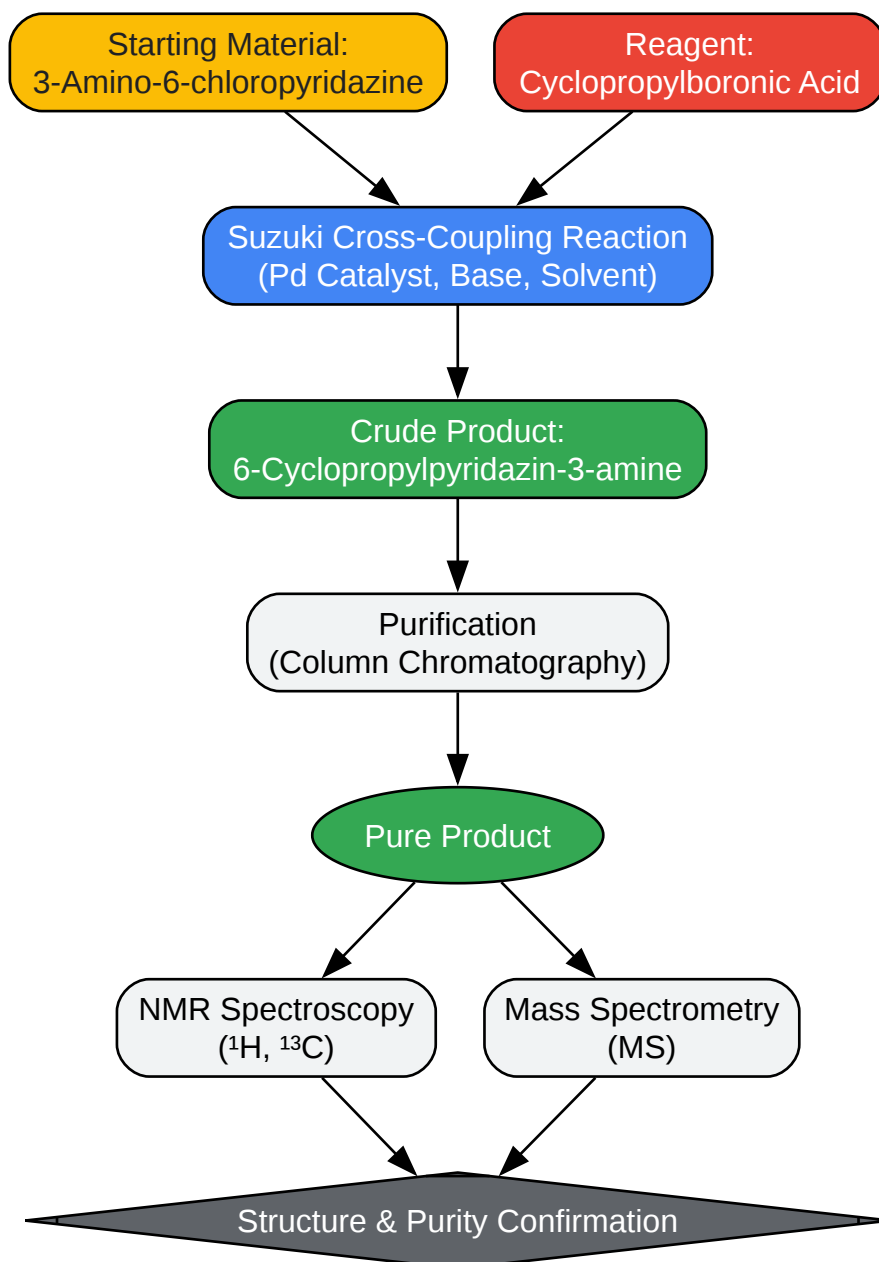 Starting Material:
3-Amino-6-chloropyridazine
Reagent:
Cyclopropylboronic Acid
Suzuki Cross-Coupling Reaction
(Pd Catalyst, Base, Solvent)
Crude Product:
6-Cyclopropylpyridazin-3-amine
Purification
(Column Chromatography)
Pure Product
NMR Spectroscopy
(¹H, ¹³C)
Mass Spectrometry
(MS)
Structure & Purity Confirmation